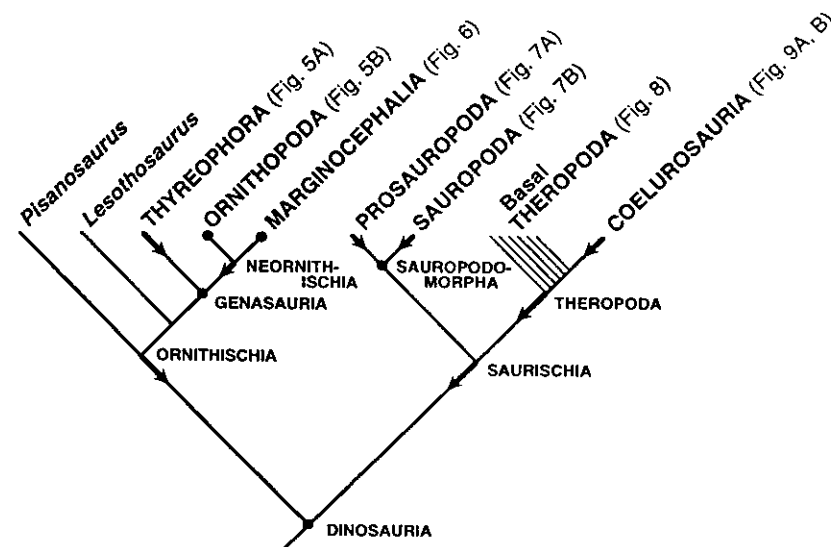 Pisanosaurus
Lesothosaurus
THYREOPHORA (Fig. 5A)
ORNITHOPODA (Fig. 5B)
MARGINOCEPHALIA (Fig. 6)
PROSAUROPODA (Fig. 7A)
SAUROPODA (Fig. 7B)
Basal
THEROPODA (Fig. 8)
COELUROSAURIA (Fig. 9A, B)
NEORNITH-
ISCHIA
SAUROPODO-
MORPHA
GENASAURIA
THEROPODA
ORNITHISCHIA
SAURISCHIA
DINOSAURIA